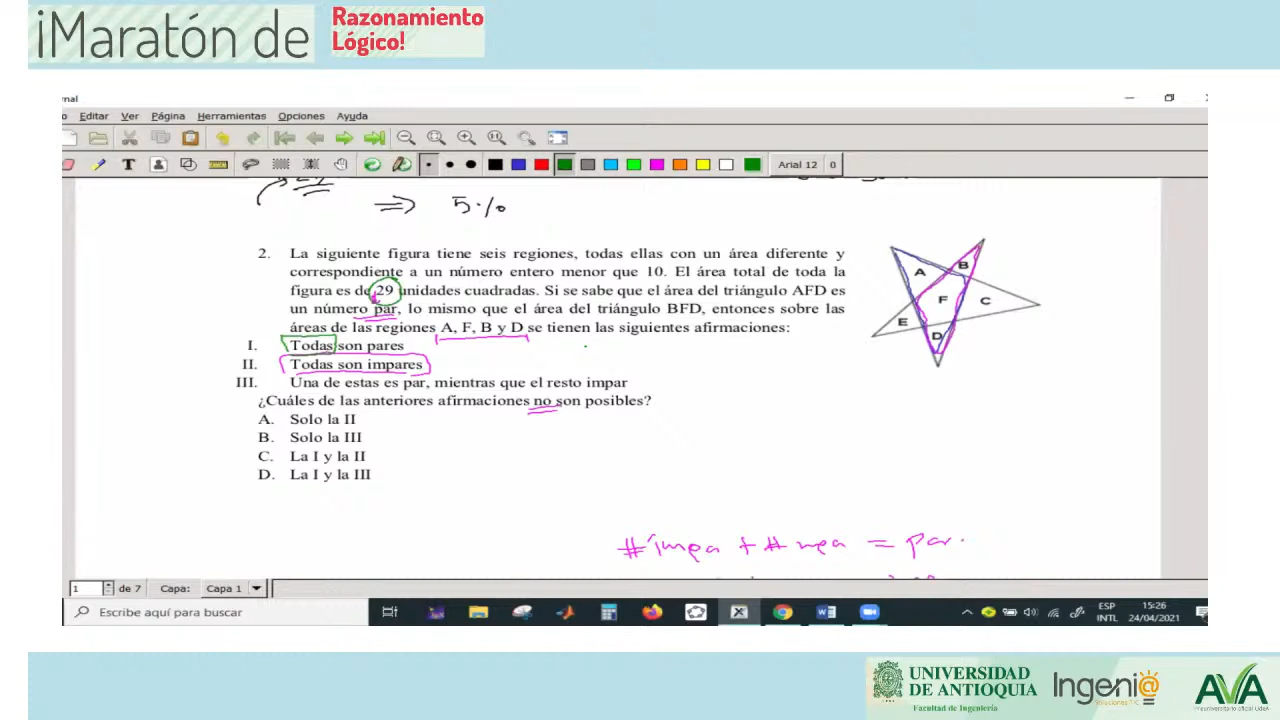 ¡Maratón de Razonamiento Lógico!
rnal
o Editar Ver Página Herramientas Opciones Ayuda
T Arial 12 0
⇒ 5 %
2. La siguiente figura tiene seis regiones, todas ellas con un área diferente y
correspondiente a un número entero menor que 10. El área total de toda la
figura es de 29 unidades cuadradas. Si se sabe que el área del triángulo AFD es
un número par, lo mismo que el área del triángulo BFD, entonces sobre las
áreas de las regiones A, F, B y D se tienen las siguientes afirmaciones:
I. Todas son pares
II. Todas son impares
III. Una de estas es par, mientras que el resto impar
¿Cuáles de las anteriores afirmaciones no son posibles?
A. Solo la II
B. Solo la III
C. La I y la II
D. La I y la III
A B
F C
E
D
= par.
1 de 7 Capa: Capa 1
Escribe aquí para buscar
ESP 15:26
INTL 24/04/2021
UNIVERSIDAD DE ANTIOQUIA
Facultad de Ingeniería
Ingeni@
Soluciones TIC
AVA